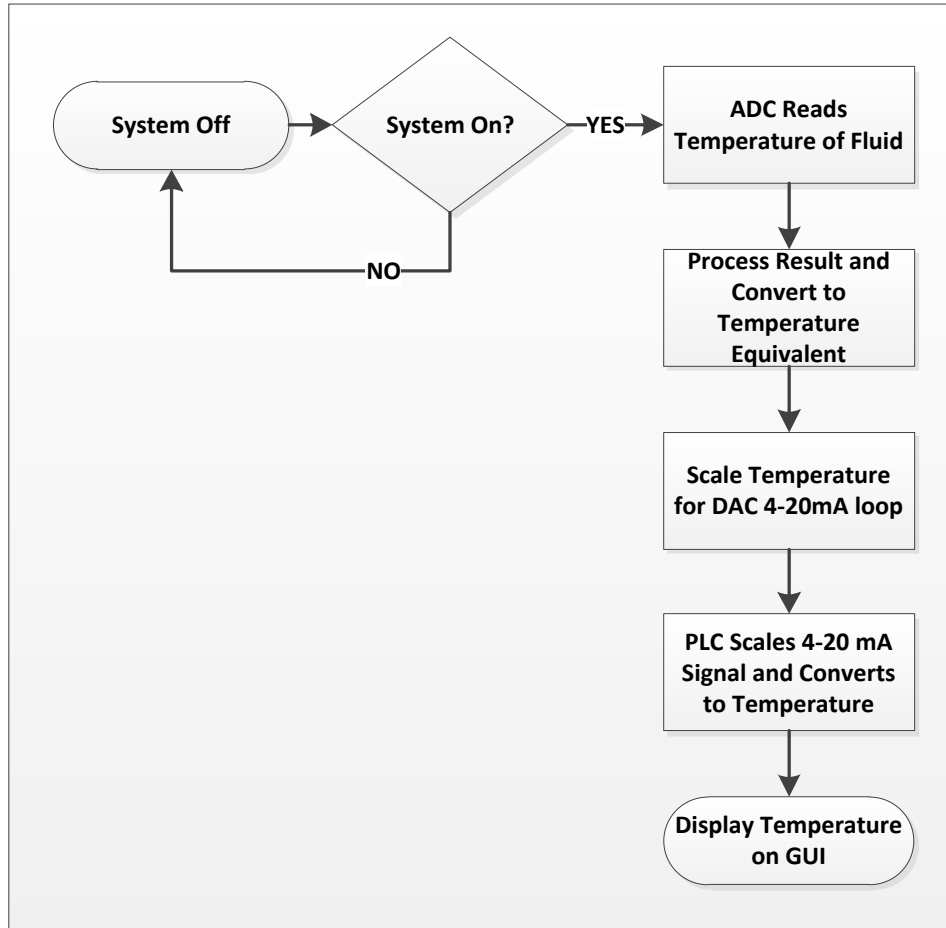 System Off
System On?
YES
NO
ADC Reads
Temperature of Fluid
Process Result and
Convert to
Temperature
Equivalent
Scale Temperature
for DAC 4-20mA loop
PLC Scales 4-20 mA
Signal and Converts
to Temperature
Display Temperature
on GUI